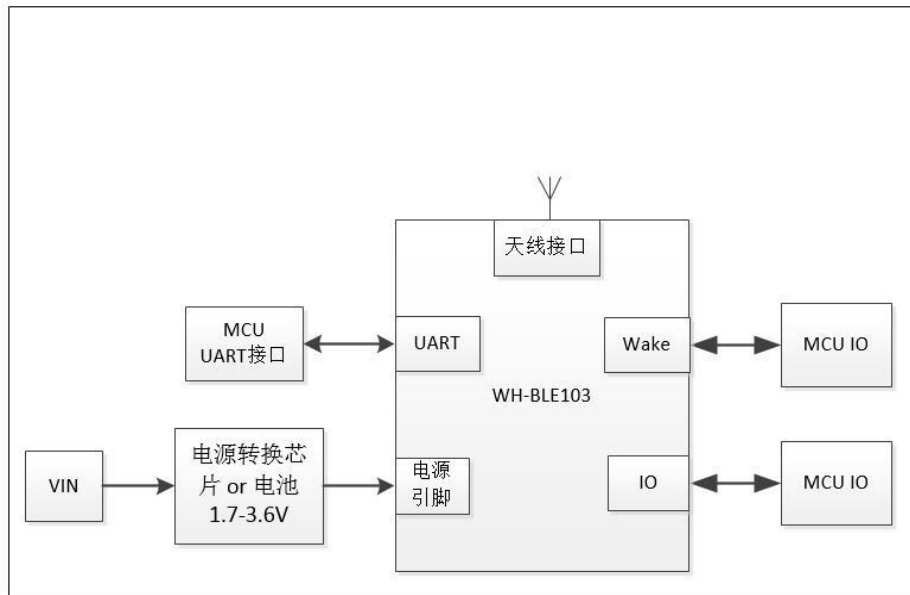 天线接口
MCU
UART接口
UART
Wake
MCU IO
WH-BLE103
VIN
电源转换芯
片 or 电池
1.7-3.6V
电源
引脚
IO
MCU IO